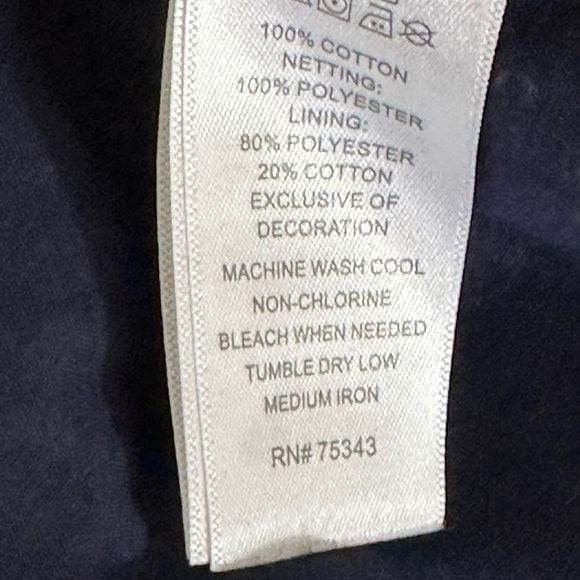 100% COTTON
NETTING:
100% POLYESTER
LINING:
80% POLYESTER
20% COTTON
EXCLUSIVE OF
DECORATION
MACHINE WASH COOL
NON-CHLORINE
BLEACH WHEN NEEDED
TUMBLE DRY LOW
MEDIUM IRON
RN# 75343